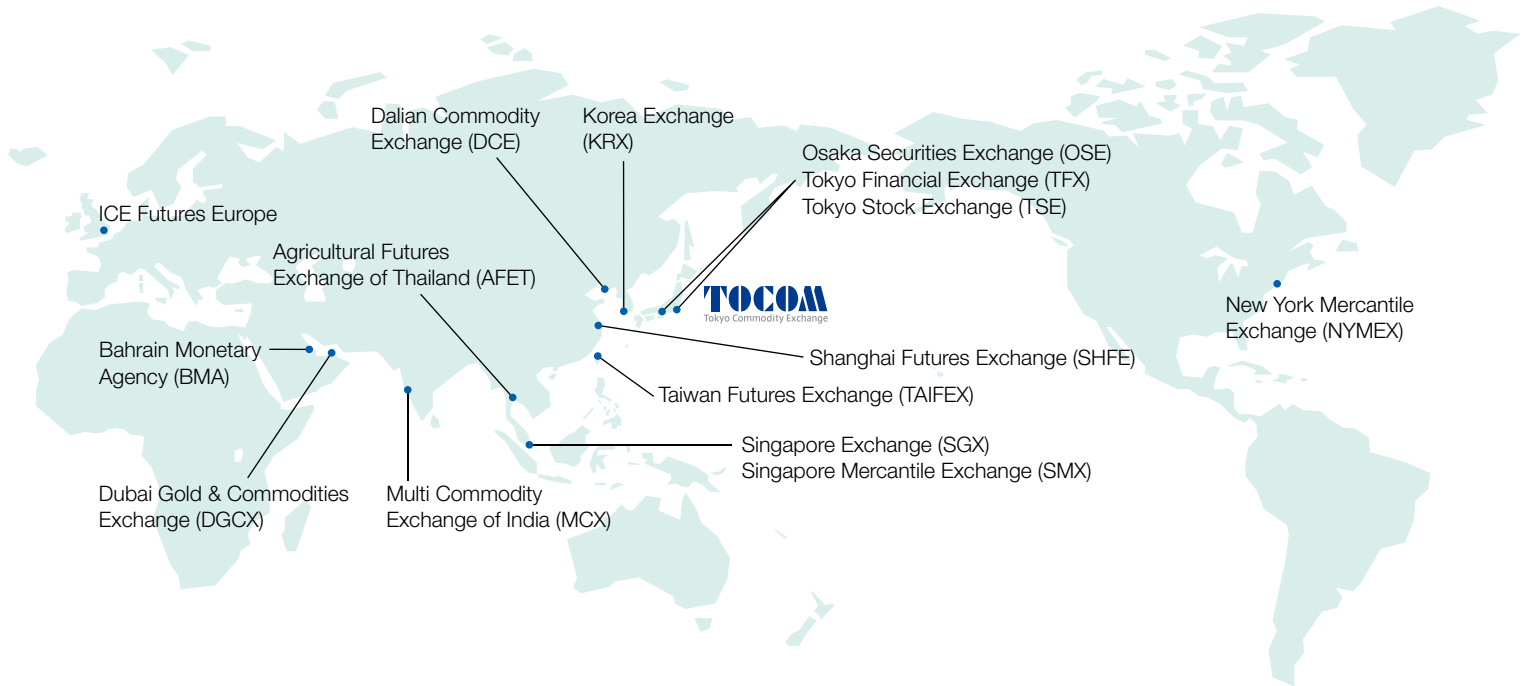 Dalian Commodity
Exchange (DCE)
Korea Exchange
(KRX)
Osaka Securities Exchange (OSE)
Tokyo Financial Exchange (TFX)
Tokyo Stock Exchange (TSE)
ICE Futures Europe
Agricultural Futures
Exchange of Thailand (AFET)
TOCOM
Tokyo Commodity Exchange
New York Mercantile
Exchange (NYMEX)
Bahrain Monetary
Agency (BMA)
Shanghai Futures Exchange (SHFE)
Taiwan Futures Exchange (TAIFEX)
Singapore Exchange (SGX)
Singapore Mercantile Exchange (SMX)
Dubai Gold & Commodities
Exchange (DGCX)
Multi Commodity
Exchange of India (MCX)